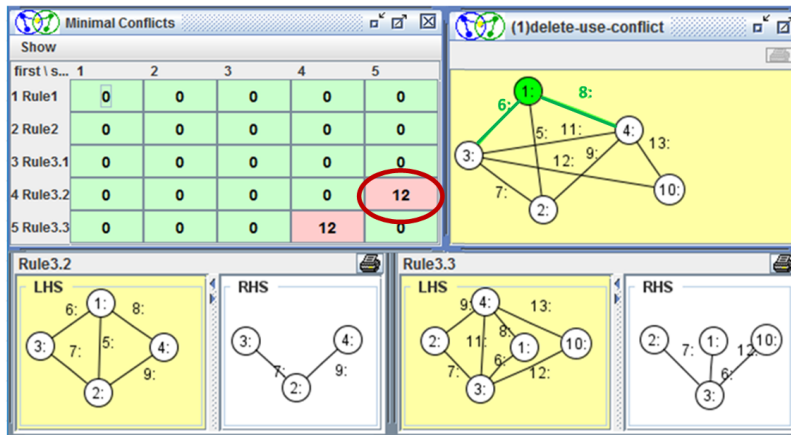 Minimal Conflicts
Show
first \ s... 1 2 3 4 5
1 Rule1 0 0 0 0 0
2 Rule2 0 0 0 0 0
3 Rule3.1 0 0 0 0 0
4 Rule3.2 0 0 0 0 12
5 Rule3.3 0 0 0 12 0
(1)delete-use-conflict
1:
6: 8:
5: 11: 4:
3: 12: 9: 13:
7: 10:
2:
Rule3.2
LHS
6: 1: 8:
3: 7: 5: 4:
2: 9:
RHS
3: 4:
7: 2: 9:
Rule3.3
LHS
9: 4: 13:
2: 11: 8: 1: 10:
7: 6: 12:
3:
RHS
2: 1: 10:
7: 12:
6:
3: